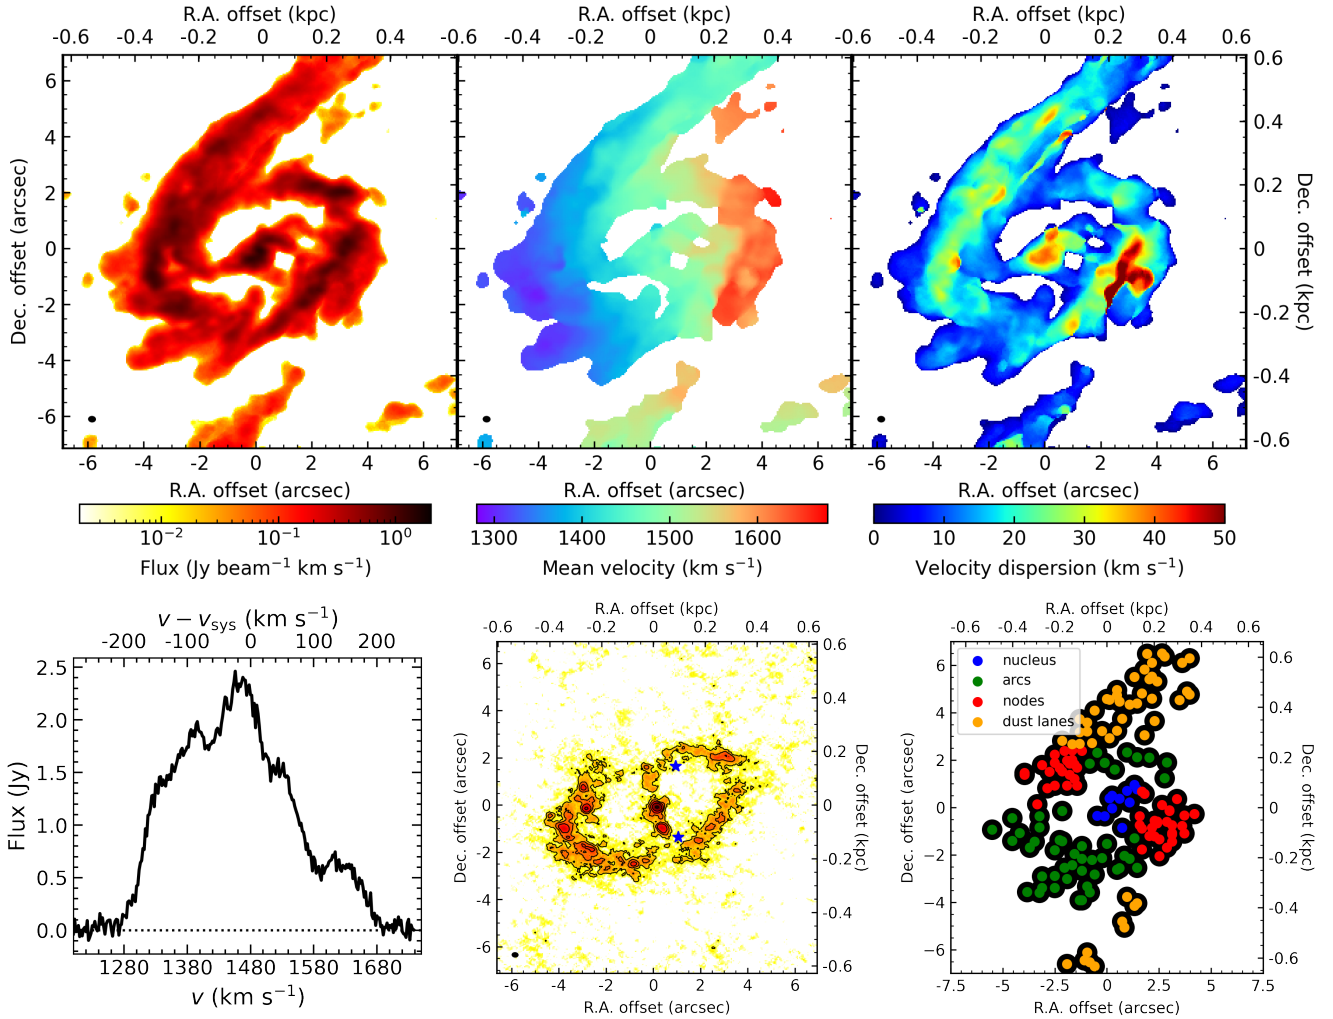 R.A. offset (kpc) R.A. offset (kpc) R.A. offset (kpc)
-0.6 -0.4 -0.2 0 0.2 0.4 -0.6 -0.4 -0.2 0 0.2 0.4 -0.6 -0.4 -0.2 0 0.2 0.4 0.6
6 4 2 0 -2 -4 -6
Dec. offset (arcsec)
0.6 0.4 0.2 0 -0.2 -0.4 -0.6
Dec. offset (kpc)
-6 -4 -2 0 2 4 6 -6 -4 -2 0 2 4 6 -6 -4 -2 0 2 4 6
R.A. offset (arcsec) R.A. offset (arcsec) R.A. offset (arcsec)
10⁻² 10⁻¹ 10⁰ 1300 1400 1500 1600 0 10 20 30 40 50
Flux (Jy beam⁻¹ km s⁻¹) Mean velocity (km s⁻¹) Velocity dispersion (km s⁻¹)
v − v_sys (km s⁻¹)
-200 -100 0 100 200
2.5
2.0
1.5
1.0
0.5
0.0
Flux (Jy)
1280 1380 1480 1580 1680
v (km s⁻¹)
R.A. offset (kpc)
-0.6 -0.4 -0.2 0 0.2 0.4 0.6
6 4 2 0 -2 -4 -6
Dec. offset (arcsec)
0.6 0.4 0.2 0 -0.2 -0.4 -0.6
Dec. offset (kpc)
-6 -4 -2 0 2 4 6
R.A. offset (arcsec)
R.A. offset (kpc)
-0.6 -0.4 -0.2 0 0.2 0.4 0.6
nucleus
arcs
nodes
dust lanes
6 4 2 0 −2 −4 −6
Dec. offset (arcsec)
0.6 0.4 0.2 0 -0.2 -0.4 -0.6
Dec. offset (kpc)
-7.5 -5 -2.5 0 2.5 5 7.5
R.A. offset (arcsec)